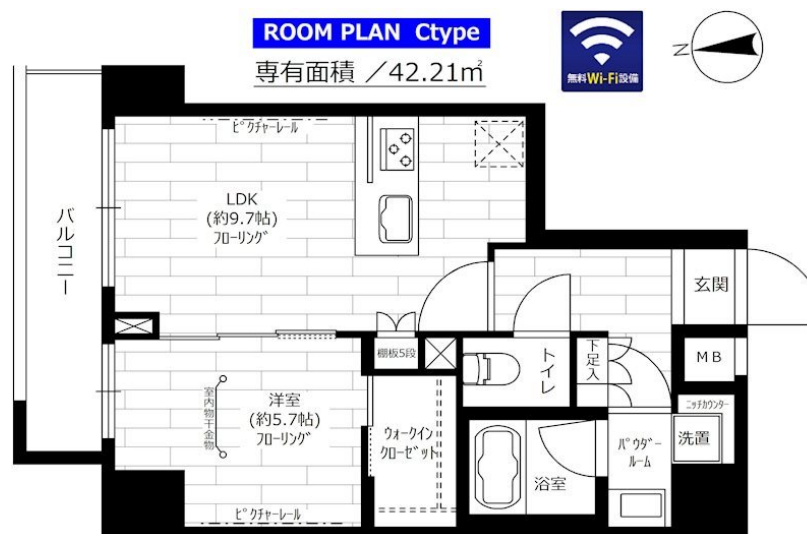 ROOM PLAN Ctype
専有面積 ／42.21㎡
無料Wi-Fi設備
N
ピクチャーレール
LDK
(約9.7帖)
フローリング
バルコニー
玄関
棚板5段
トイレ
下足入
MB
洋室
(約5.7帖)
フローリング
室内物干金物
ウォークイン
クローゼット
ニッチカウンター
洗置
パウダー
ルーム
浴室
ピクチャーレール